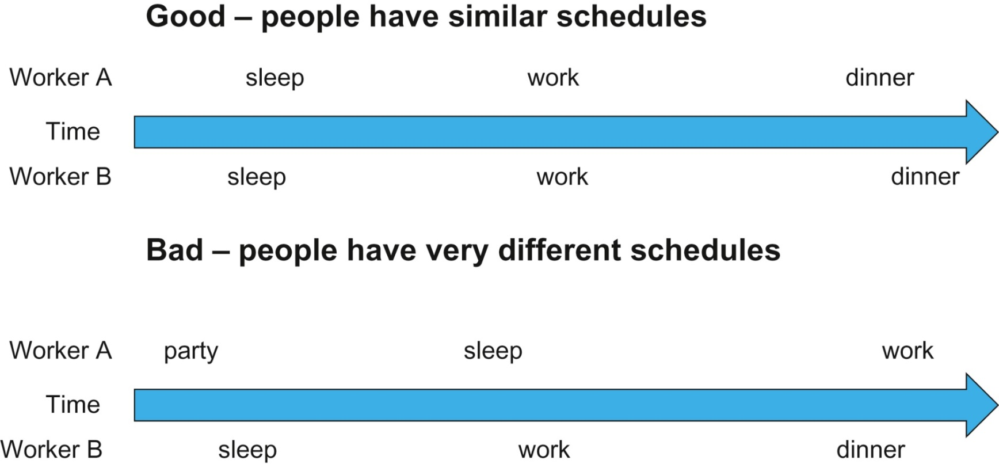 Good – people have similar schedules
Worker A sleep work dinner
Time
Worker B sleep work dinner
Bad – people have very different schedules
Worker A party sleep work
Time
Worker B sleep work dinner